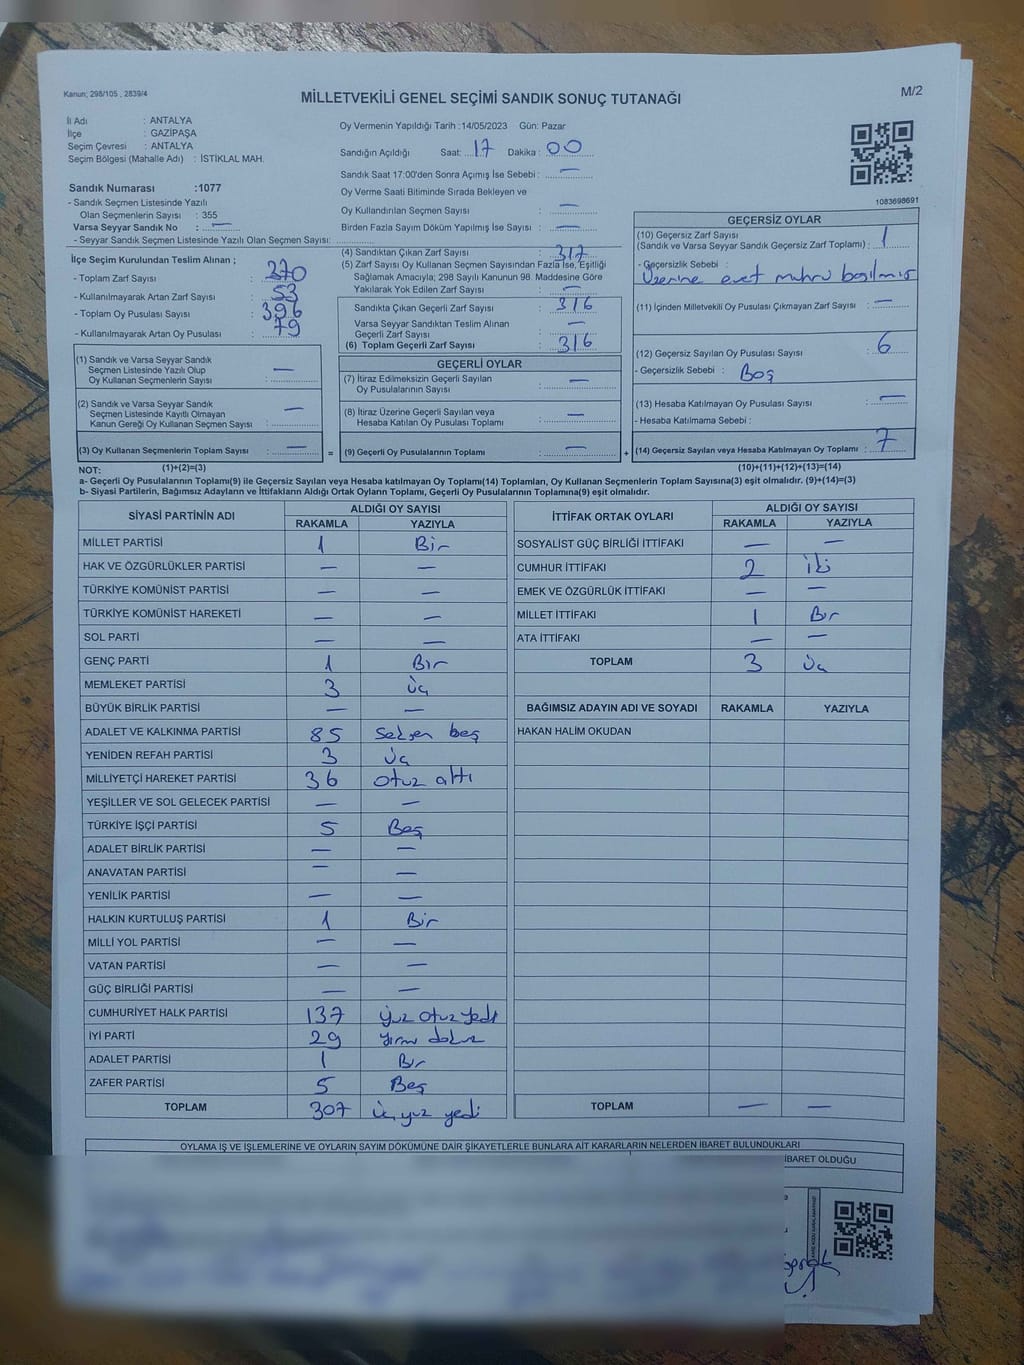 Kanun; 298/105 , 2839/4
MİLLETVEKİLİ GENEL SEÇİMİ SANDIK SONUÇ TUTANAĞI
M/2
İl Adı : ANTALYA
İlçe : GAZİPAŞA
Seçim Çevresi : ANTALYA
Seçim Bölgesi (Mahalle Adı) : İSTİKLAL MAH.
Sandık Numarası :1077
- Sandık Seçmen Listesinde Yazılı
Olan Seçmenlerin Sayısı : 355
Varsa Seyyar Sandık No : —
- Seyyar Sandık Seçmen Listesinde Yazılı Olan Seçmen Sayısı:
İlçe Seçim Kurulundan Teslim Alınan ;
- Toplam Zarf Sayısı : 370
- Kullanılmayarak Artan Zarf Sayısı : 53
- Toplam Oy Pusulası Sayısı : 396
- Kullanılmayarak Artan Oy Pusulası : 79
Oy Vermenin Yapıldığı Tarih :14/05/2023 Gün: Pazar
Sandığın Açıldığı Saat: 17 Dakika : 00
Sandık Saat 17:00'den Sonra Açımış İse Sebebi : —
Oy Verme Saati Bitiminde Sırada Bekleyen ve
Oy Kullandırılan Seçmen Sayısı : —
Birden Fazla Sayım Döküm Yapılmış İse Sayısı : —
(4) Sandıktan Çıkan Zarf Sayısı : 317
(5) Zarf Sayısı Oy Kullanan Seçmen Sayısından Fazla İse, Eşitliği
Sağlamak Amacıyla; 298 Sayılı Kanunun 98. Maddesine Göre
Yakılarak Yok Edilen Zarf Sayısı : —
Sandıkta Çıkan Geçerli Zarf Sayısı : 316
Varsa Seyyar Sandıktan Teslim Alınan
Geçerli Zarf Sayısı : —
(6) Toplam Geçerli Zarf Sayısı : 316
1083698691
GEÇERSİZ OYLAR
(10) Geçersiz Zarf Sayısı
(Sandık ve Varsa Seyyar Sandık Geçersiz Zarf Toplamı) : 1
- Geçersizlik Sebebi :
Üzerine evet mührü basılmış
(11) İçinden Milletvekili Oy Pusulası Çıkmayan Zarf Sayısı : —
(12) Geçersiz Sayılan Oy Pusulası Sayısı : 6
- Geçersizlik Sebebi : Boş
(13) Hesaba Katılmayan Oy Pusulası Sayısı : —
- Hesaba Katılmama Sebebi :
(14) Geçersiz Sayılan veya Hesaba Katılmayan Oy Toplamı : 7
(10)+(11)+(12)+(13)=(14)
(1) Sandık ve Varsa Seyyar Sandık
Seçmen Listesinde Yazılı Olup
Oy Kullanan Seçmenlerin Sayısı : —
(2) Sandık ve Varsa Seyyar Sandık
Seçmen Listesinde Kayıtlı Olmayan
Kanun Gereği Oy Kullanan Seçmen Sayısı : —
(3) Oy Kullanan Seçmenlerin Toplam Sayısı : — =
GEÇERLİ OYLAR
(7) İtiraz Edilmeksizin Geçerli Sayılan
Oy Pusulalarının Sayısı : —
(8) İtiraz Üzerine Geçerli Sayılan veya
Hesaba Katılan Oy Pusulası Toplamı : —
(9) Geçerli Oy Pusulalarının Toplamı : — +
NOT: (1)+(2)=(3)
a- Geçerli Oy Pusulalarının Toplamı(9) ile Geçersiz Sayılan veya Hesaba katılmayan Oy Toplamı(14) Toplamları, Oy Kullanan Seçmenlerin Toplam Sayısına(3) eşit olmalıdır. (9)+(14)=(3)
b- Siyasi Partilerin, Bağımsız Adayların ve İttifakların Aldığı Ortak Oyların Toplamı, Geçerli Oy Pusulalarının Toplamına(9) eşit olmalıdır.
SİYASİ PARTİNİN ADI ALDIĞI OY SAYISI
RAKAMLA YAZIYLA
MİLLET PARTİSİ 1 Bir
HAK VE ÖZGÜRLÜKLER PARTİSİ — —
TÜRKİYE KOMÜNİST PARTİSİ — —
TÜRKİYE KOMÜNİST HAREKETİ — —
SOL PARTİ — —
GENÇ PARTİ 1 Bir
MEMLEKET PARTİSİ 3 üç
BÜYÜK BİRLİK PARTİSİ — —
ADALET VE KALKINMA PARTİSİ 85 seksen beş
YENİDEN REFAH PARTİSİ 3 üç
MİLLİYETÇİ HAREKET PARTİSİ 36 otuz altı
YEŞİLLER VE SOL GELECEK PARTİSİ — —
TÜRKİYE İŞÇİ PARTİSİ 5 Beş
ADALET BİRLİK PARTİSİ — —
ANAVATAN PARTİSİ — —
YENİLİK PARTİSİ — —
HALKIN KURTULUŞ PARTİSİ 1 Bir
MİLLİ YOL PARTİSİ — —
VATAN PARTİSİ — —
GÜÇ BİRLİĞİ PARTİSİ — —
CUMHURİYET HALK PARTİSİ 137 yüz otuz yedi
İYİ PARTİ 29 yirmi dokuz
ADALET PARTİSİ 1 Bir
ZAFER PARTİSİ 5 Beş
TOPLAM 307 üç yüz yedi
İTTİFAK ORTAK OYLARI ALDIĞI OY SAYISI
RAKAMLA YAZIYLA
SOSYALİST GÜÇ BİRLİĞİ İTTİFAKI — —
CUMHUR İTTİFAKI 2 iki
EMEK VE ÖZGÜRLÜK İTTİFAKI — —
MİLLET İTTİFAKI 1 Bir
ATA İTTİFAKI — —
TOPLAM 3 üç
BAĞIMSIZ ADAYIN ADI VE SOYADI RAKAMLA YAZIYLA
HAKAN HALİM OKUDAN
TOPLAM — —
OYLAMA İŞ VE İŞLEMLERİNE VE OYLARIN SAYIM DÖKÜMÜNE DAİR ŞİKAYETLERLE BUNLARA AİT KARARLARIN NELERDEN İBARET BULUNDUKLARI
İBARET OLDUĞU